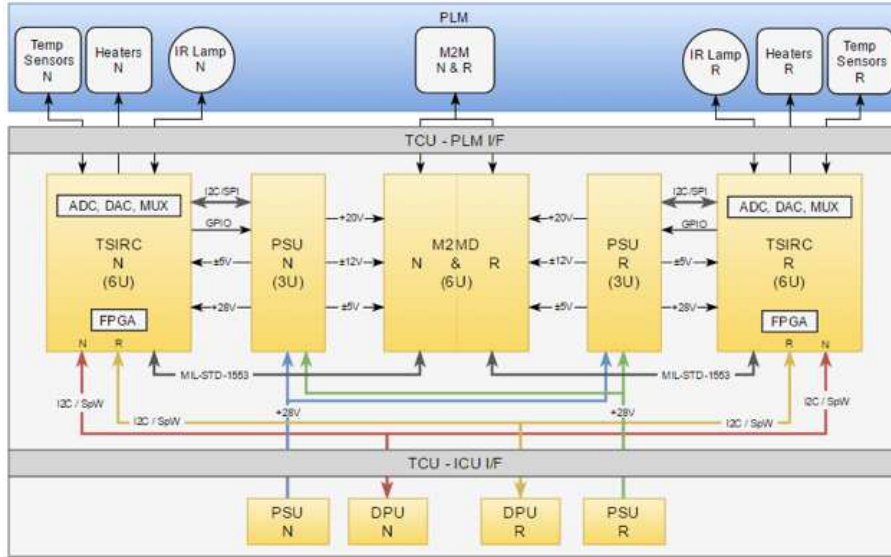 PLM
Temp
Sensors
N
Heaters
N
IR Lamp
N
M2M
N & R
IR Lamp
R
Heaters
R
Temp
Sensors
R
TCU - PLM I/F
ADC, DAC, MUX
TSIRC
N
(6U)
FPGA
N R
I2C/SPI
GPIO
±5V
+28V
PSU
N
(3U)
+20V
±12V
±5V
M2MD
N & R
(6U)
+20V
±12V
±5V
PSU
R
(3U)
I2C/SPI
GPIO
±5V
+28V
ADC, DAC, MUX
TSIRC
R
(6U)
FPGA
R N
MIL-STD-1553
MIL-STD-1553
I2C / SpW
I2C / SpW
+28V
+28V
I2C / SpW
I2C / SpW
TCU - ICU I/F
PSU
N
DPU
N
DPU
R
PSU
R